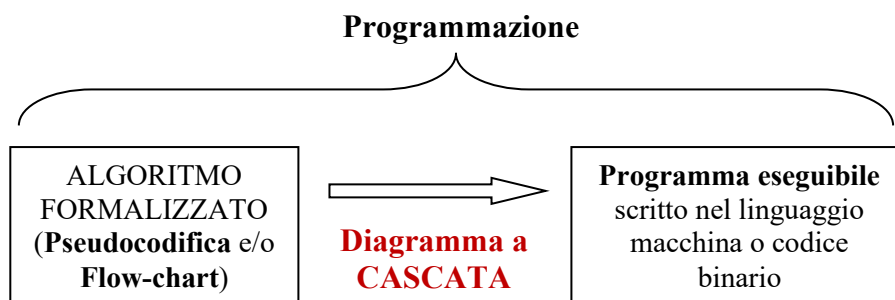 Programmazione
ALGORITMO
FORMALIZZATO
(Pseudocodifica e/o
Flow-chart)
Diagramma a
CASCATA
Programma eseguibile
scritto nel linguaggio
macchina o codice
binario